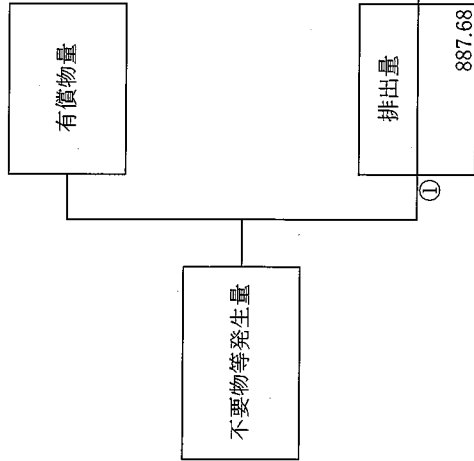 不要物等発生量
有償物量
排出量
①
887.68